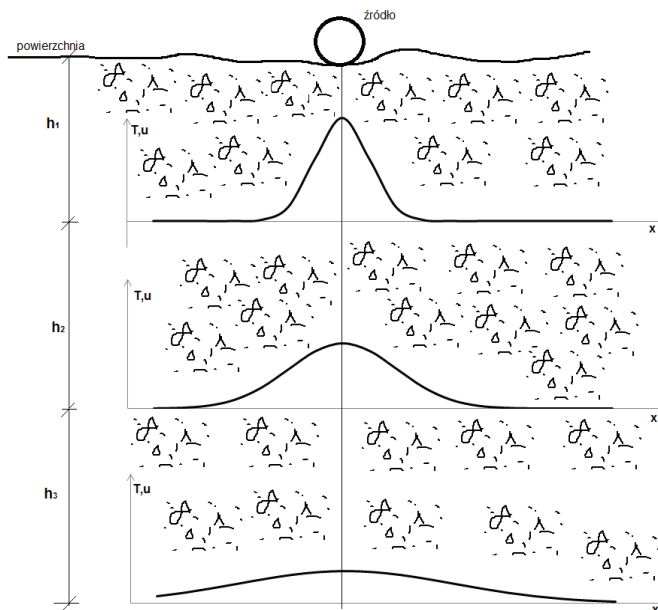 źródło
powierzchnia
h1
T,u
x
h2
T,u
x
h3
T,u
x